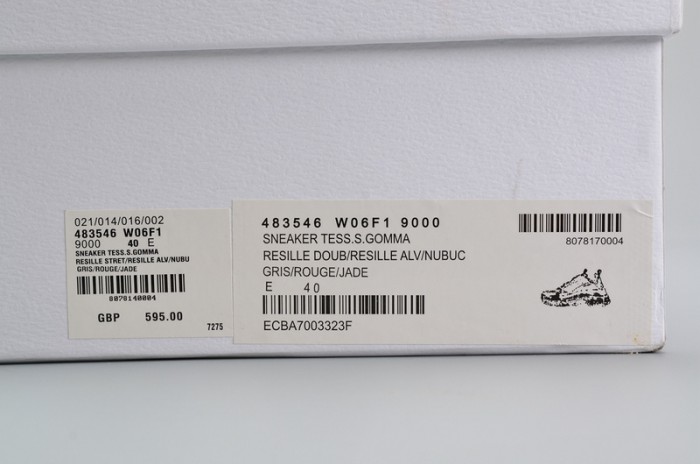 021/014/016/002
483546 W06F1
9000 40 E
SNEAKER TESS.S.GOMMA
RESILLE STRET/RESILLE ALV/NUBU
GRIS/ROUGE/JADE
8078140004
GBP 595.00
7275
483546 W06F1 9000
SNEAKER TESS.S.GOMMA
RESILLE DOUB/RESILLE ALV/NUBUC
GRIS/ROUGE/JADE
E 40
ECBA7003323F
8078170004